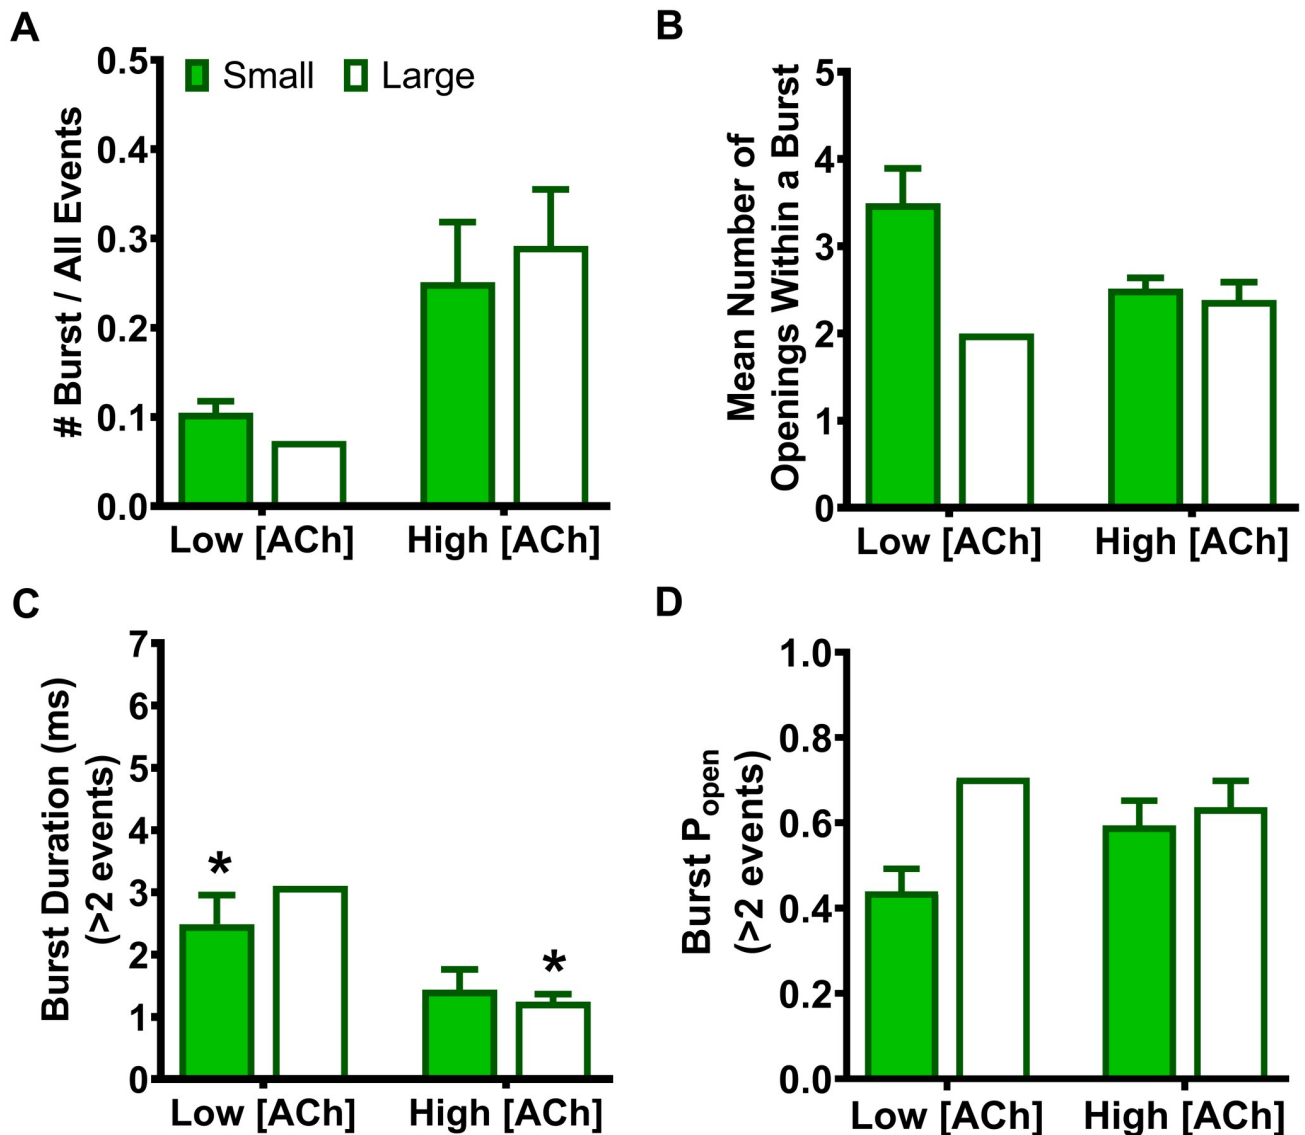 A
# Burst / All Events
0.5
0.4
0.3
0.2
0.1
0.0
Small
Large
Low [ACh]
High [ACh]
B
Mean Number of
Openings Within a Burst
5
4
3
2
1
0
Low [ACh]
High [ACh]
C
Burst Duration (ms)
(>2 events)
7
6
5
4
3
2
1
0
*
*
Low [ACh]
High [ACh]
D
Burst Popen
(>2 events)
1.0
0.8
0.6
0.4
0.2
0.0
Low [ACh]
High [ACh]